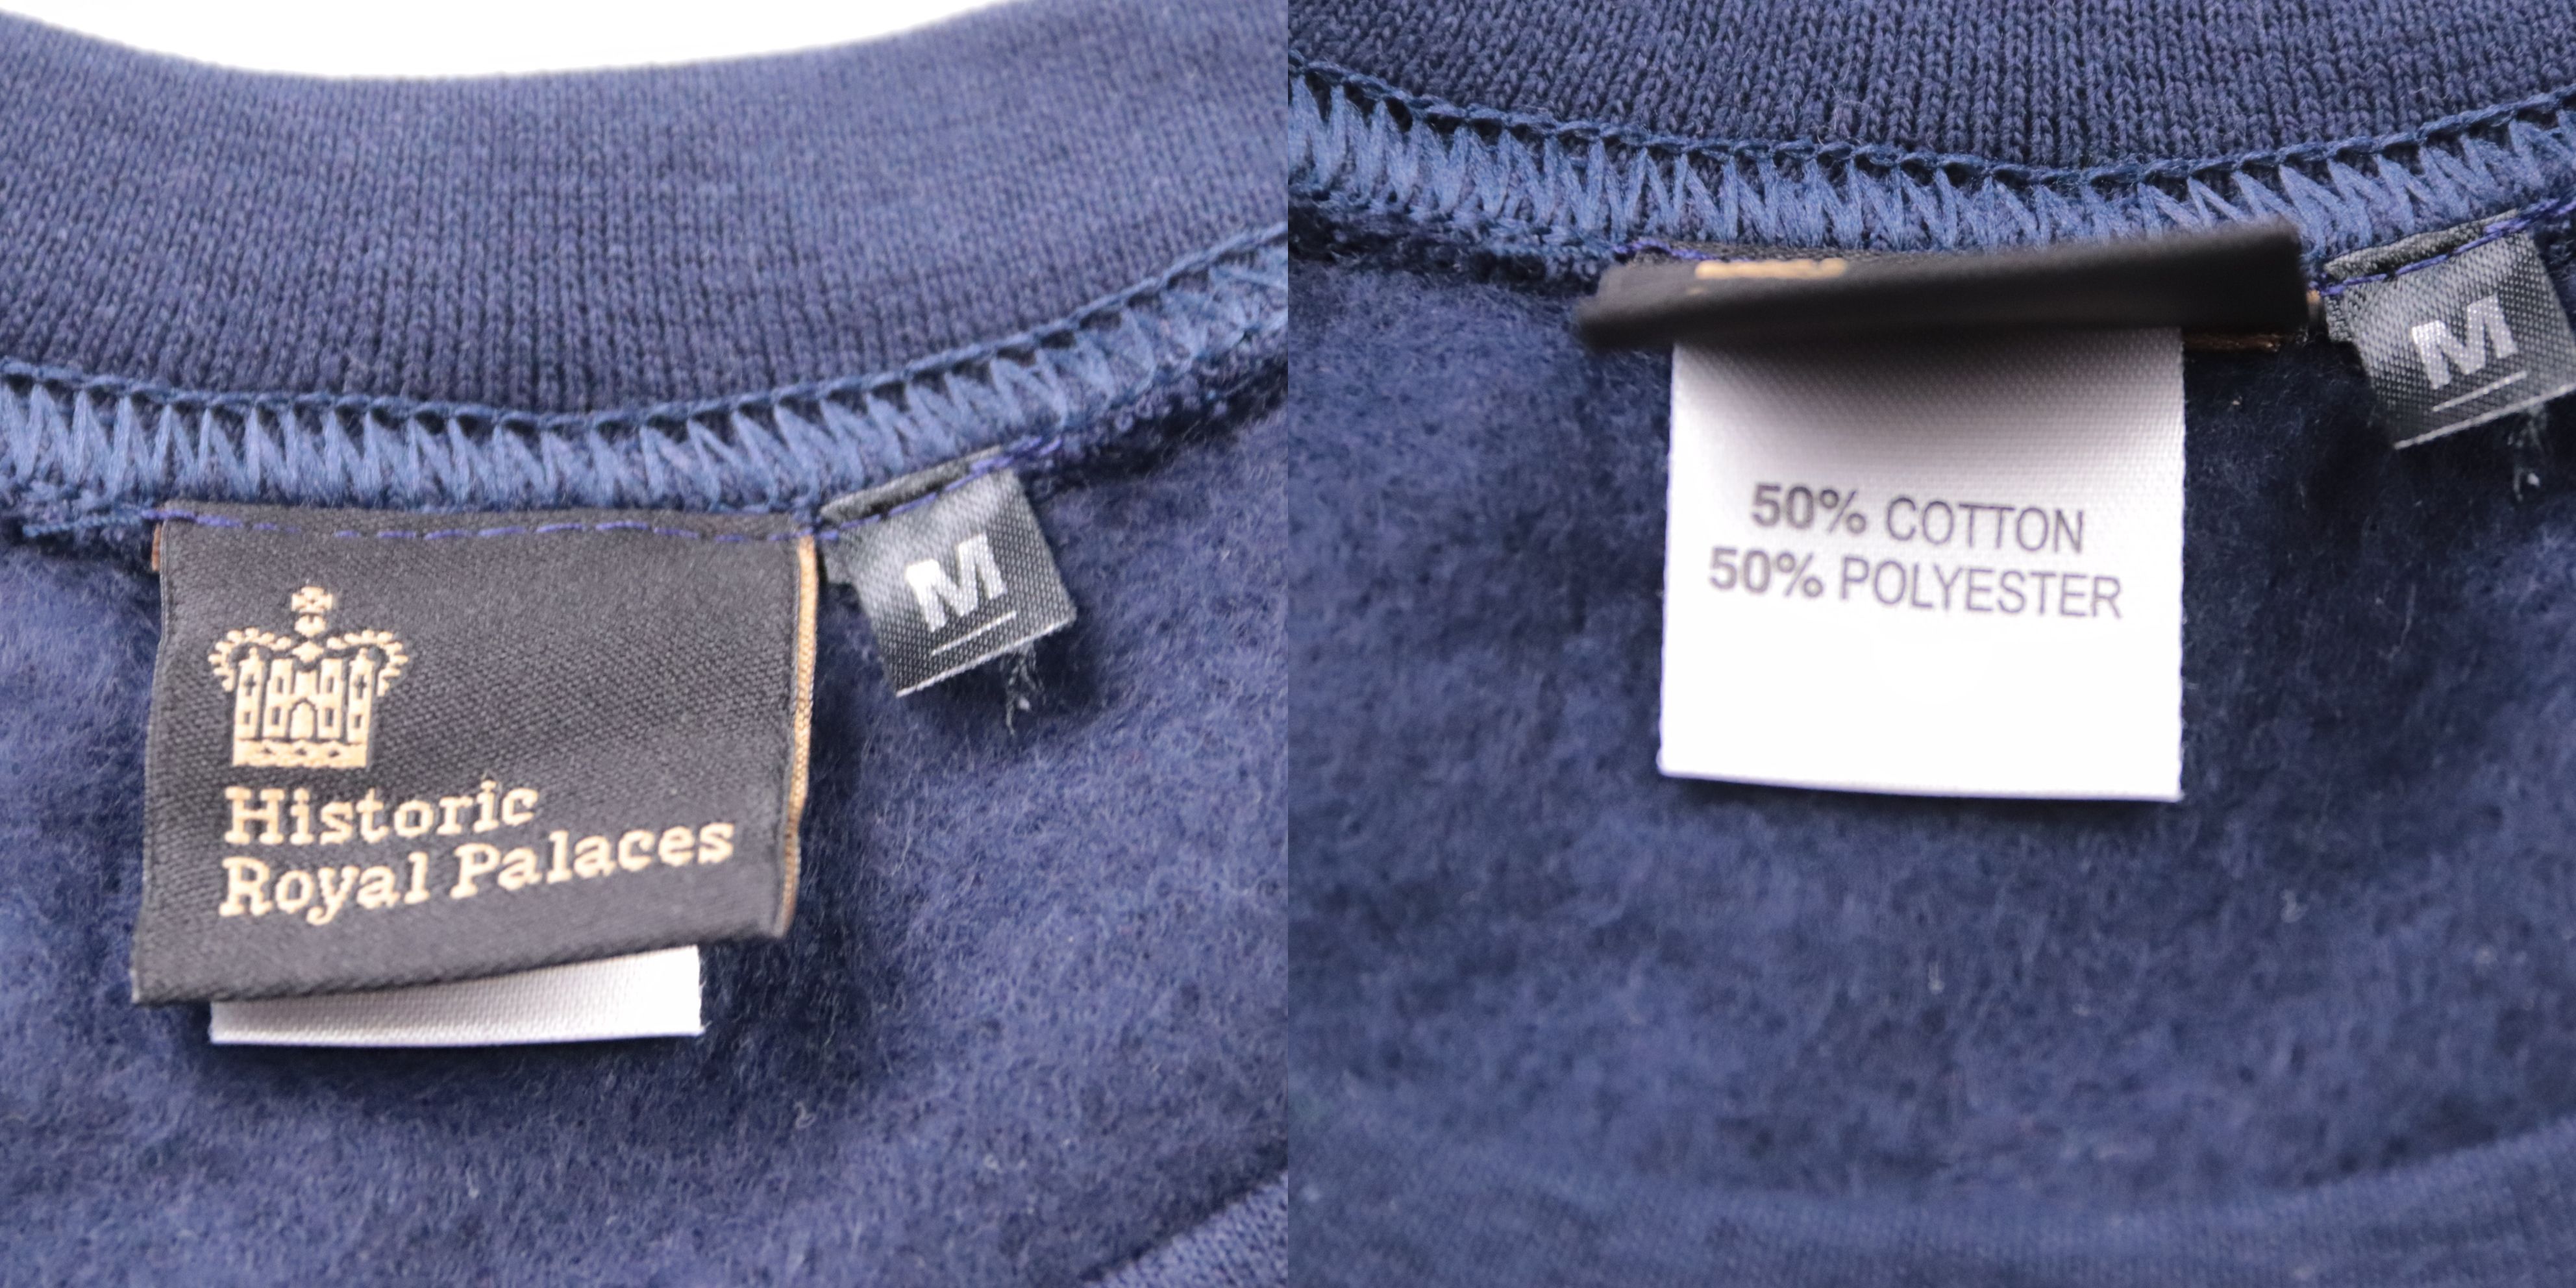 Historic
Royal Palaces
M
50% COTTON
50% POLYESTER
M